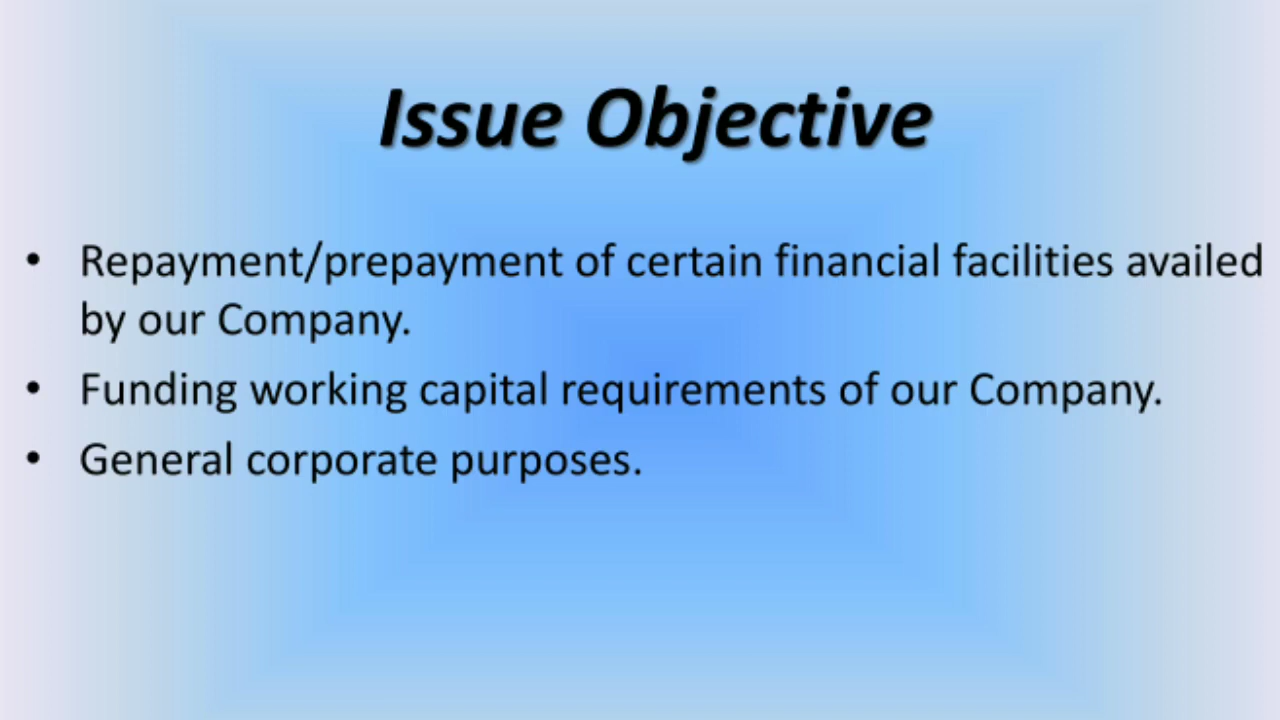 Issue Objective
• Repayment/prepayment of certain financial facilities availed
by our Company.
• Funding working capital requirements of our Company.
• General corporate purposes.